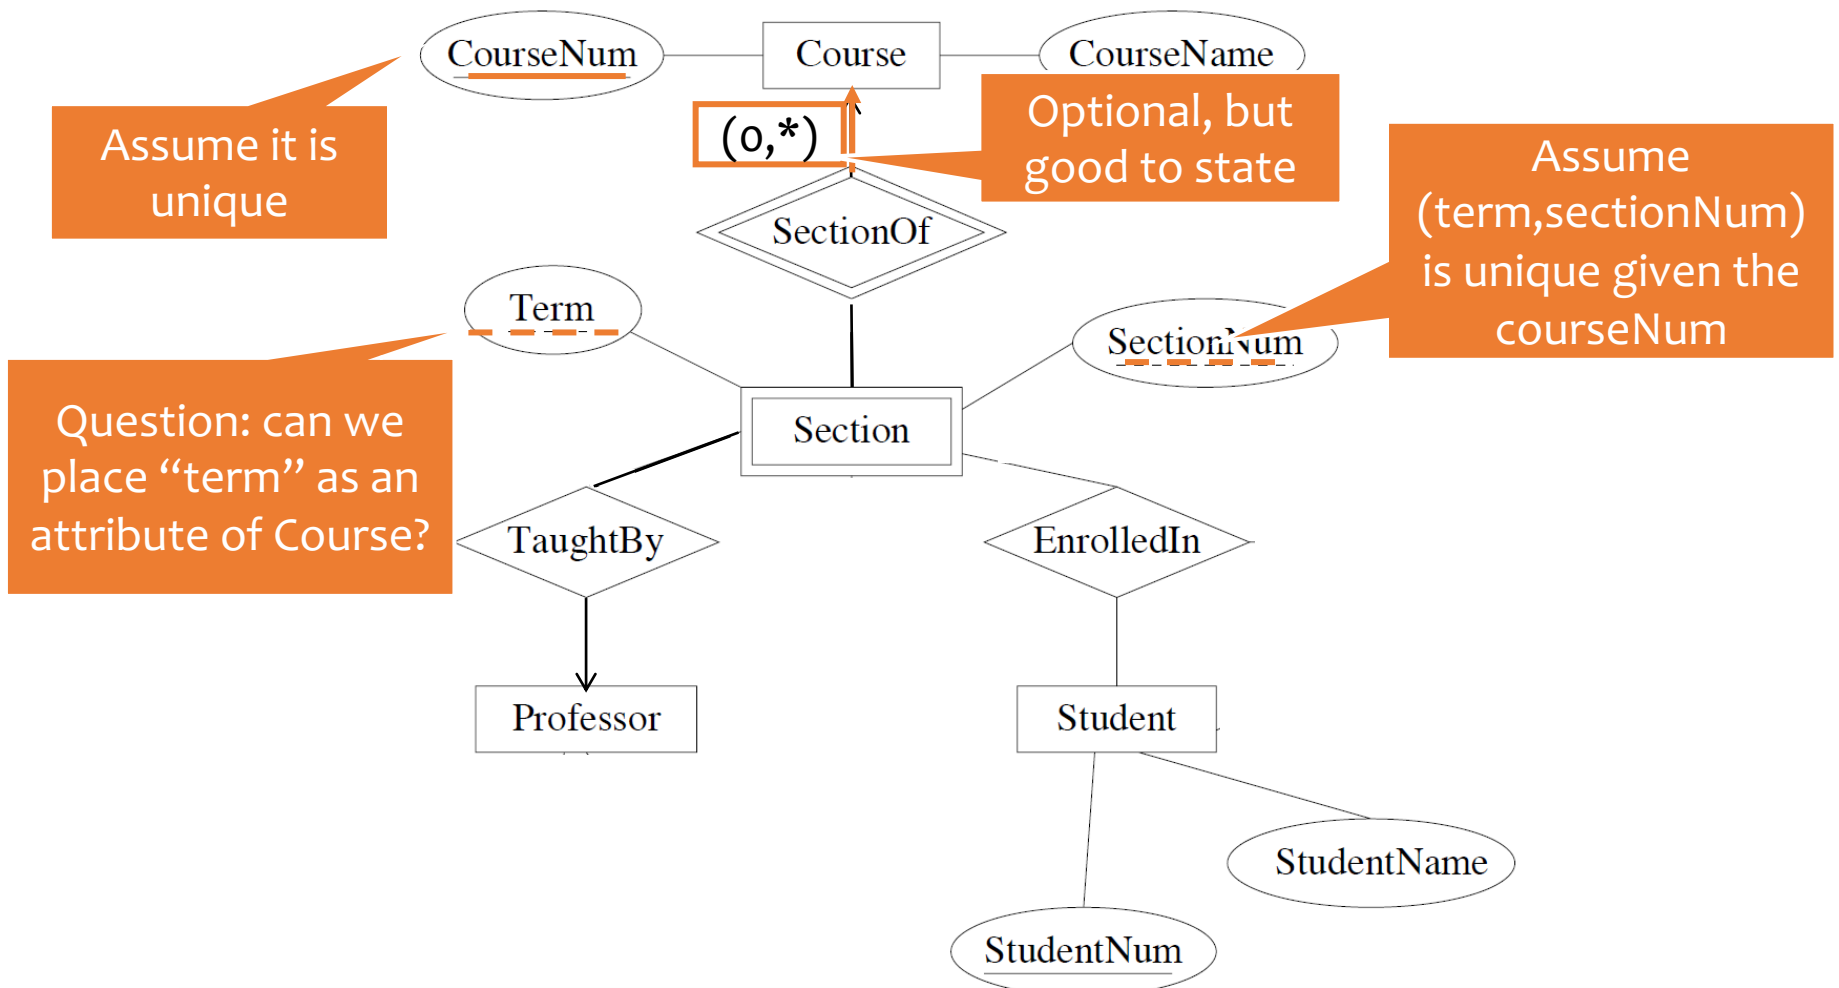 CourseNum
Course
CourseName
Assume it is
unique
(0,*)
Optional, but
good to state
Assume
(term,sectionNum)
is unique given the
courseNum
SectionOf
Term
SectionNum
Question: can we
place “term” as an
attribute of Course?
Section
TaughtBy
EnrolledIn
Professor
Student
StudentName
StudentNum